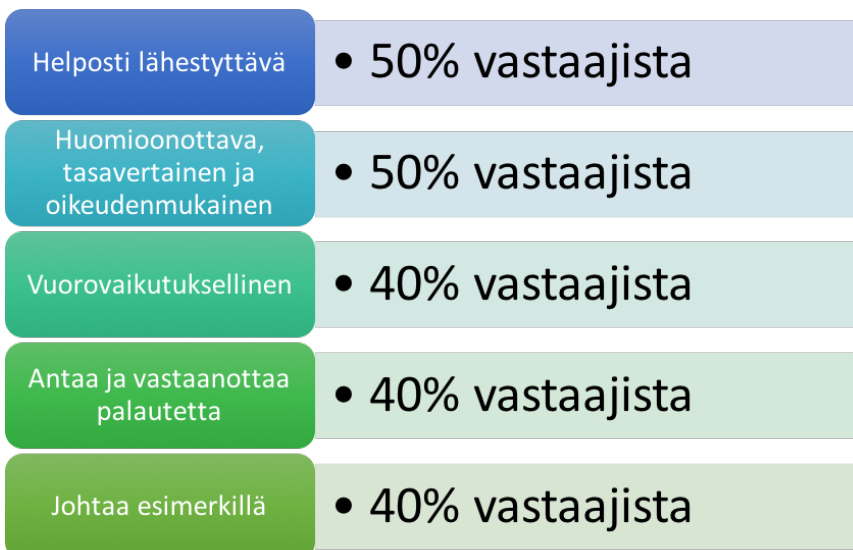 Helposti lähestyttävä
• 50% vastaajista
Huomioonottava,
tasavertainen ja
oikeudenmukainen
• 50% vastaajista
Vuorovaikutuksellinen
• 40% vastaajista
Antaa ja vastaanottaa
palautetta
• 40% vastaajista
Johtaa esimerkillä
• 40% vastaajista